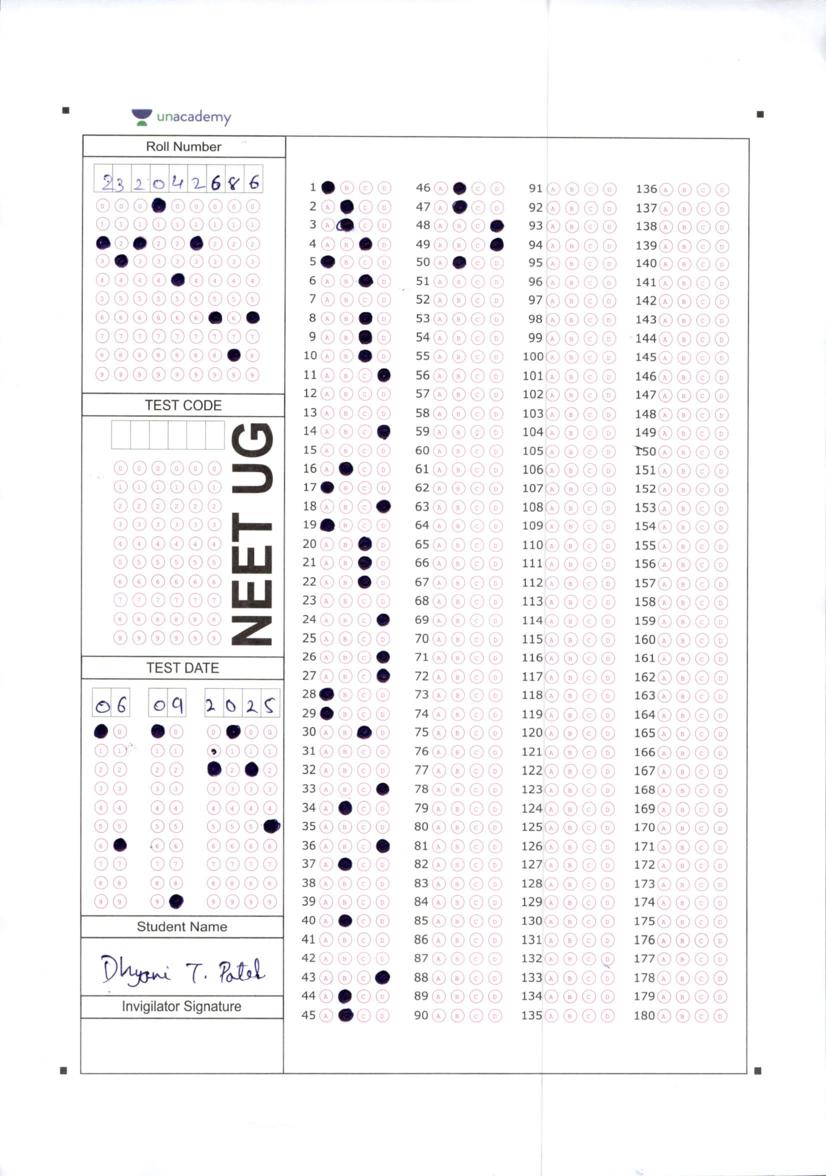 unacademy
Roll Number
2 3 2 0 4 2 6 8 6
TEST CODE
NEET UG
TEST DATE
0 6 0 9 2 0 2 5
Student Name
Dhyani T. Patel
Invigilator Signature
1 A B C D 46 A B C D 91 A B C D 136 A B C D
2 A B C D 47 A B C D 92 A B C D 137 A B C D
3 A B C D 48 A B C D 93 A B C D 138 A B C D
4 A B C D 49 A B C D 94 A B C D 139 A B C D
5 A B C D 50 A B C D 95 A B C D 140 A B C D
6 51 96 141
7 52 97 142
8 53 98 143
9 54 99 144
10 55 100 145
11 56 101 146
12 57 102 147
13 58 103 148
14 59 104 149
15 60 105 150
16 61 106 151
17 62 107 152
18 63 108 153
19 64 109 154
20 65 110 155
21 66 111 156
22 67 112 157
23 68 113 158
24 69 114 159
25 70 115 160
26 71 116 161
27 72 117 162
28 73 118 163
29 74 119 164
30 75 120 165
31 76 121 166
32 77 122 167
33 78 123 168
34 79 124 169
35 80 125 170
36 81 126 171
37 82 127 172
38 83 128 173
39 84 129 174
40 85 130 175
41 86 131 176
42 87 132 177
43 88 133 178
44 89 134 179
45 90 135 180